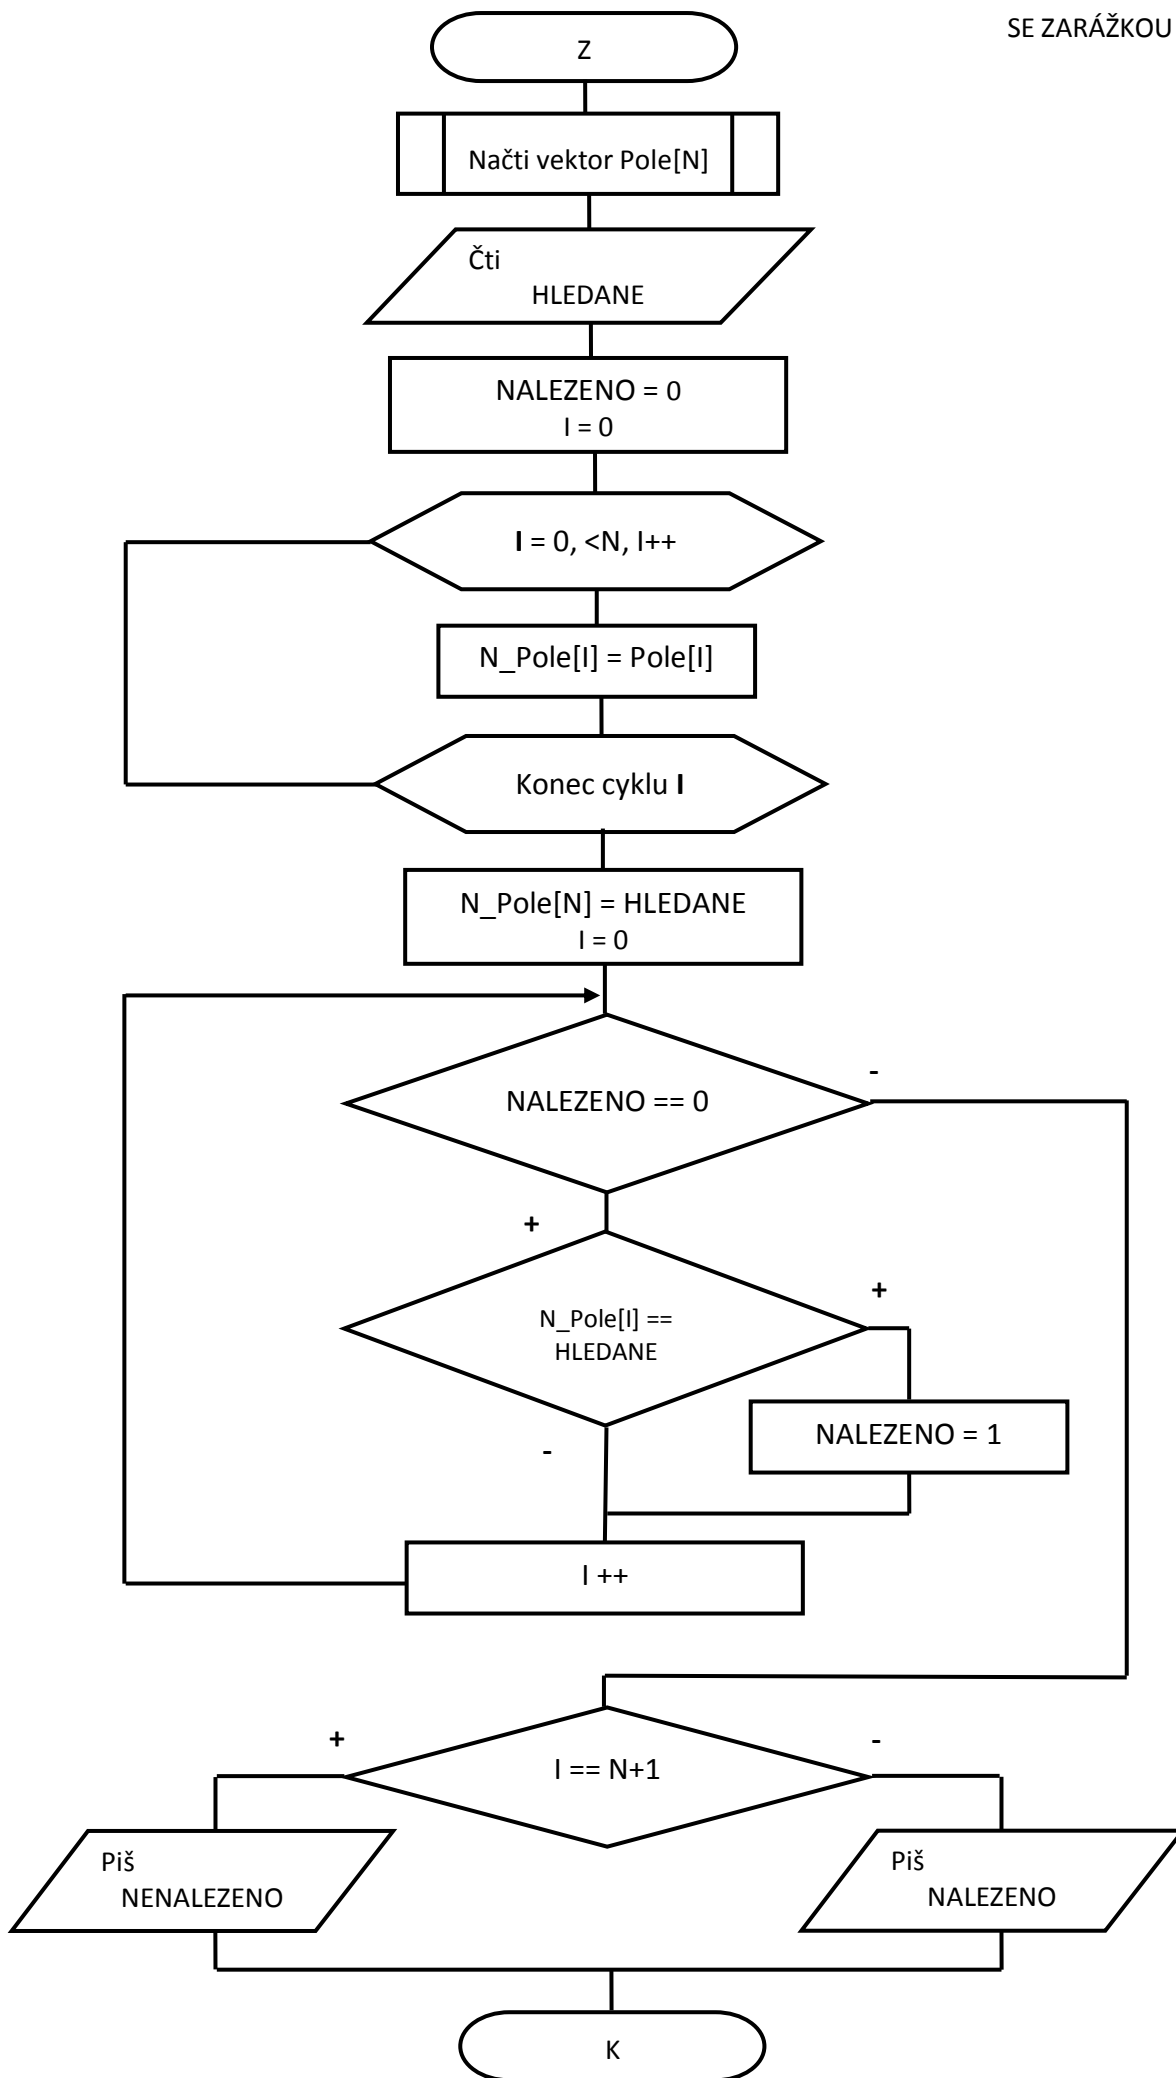 SE ZARÁŽKOU
Z
Načti vektor Pole[N]
Čti
HLEDANE
NALEZENO = 0
I = 0
I = 0, <N, I++
N_Pole[I] = Pole[I]
Konec cyklu I
N_Pole[N] = HLEDANE
I = 0
NALEZENO == 0
-
+
N_Pole[I] ==
HLEDANE
+
-
NALEZENO = 1
I ++
+
I == N+1
-
Piš
NENALEZENO
Piš
NALEZENO
K